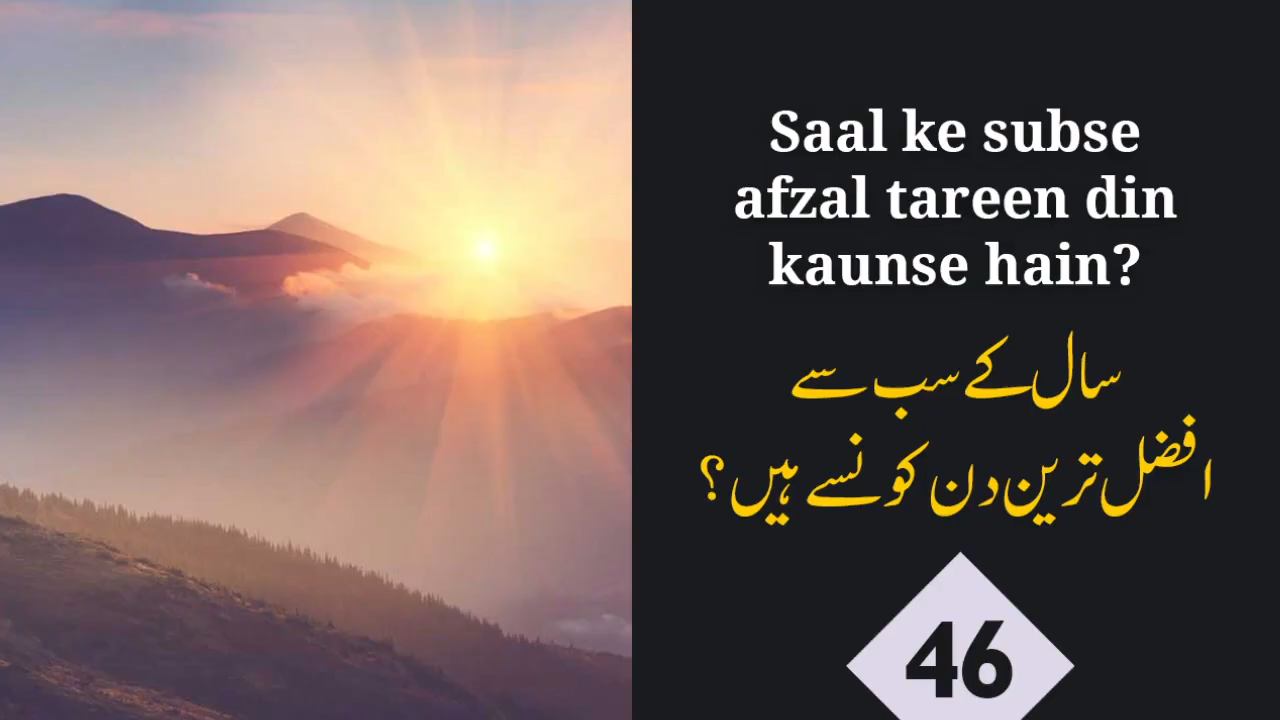 Saal ke subse
afzal tareen din
kaunse hain?
سال کے سب سے
افضل ترین دن کونسے ہیں؟
46